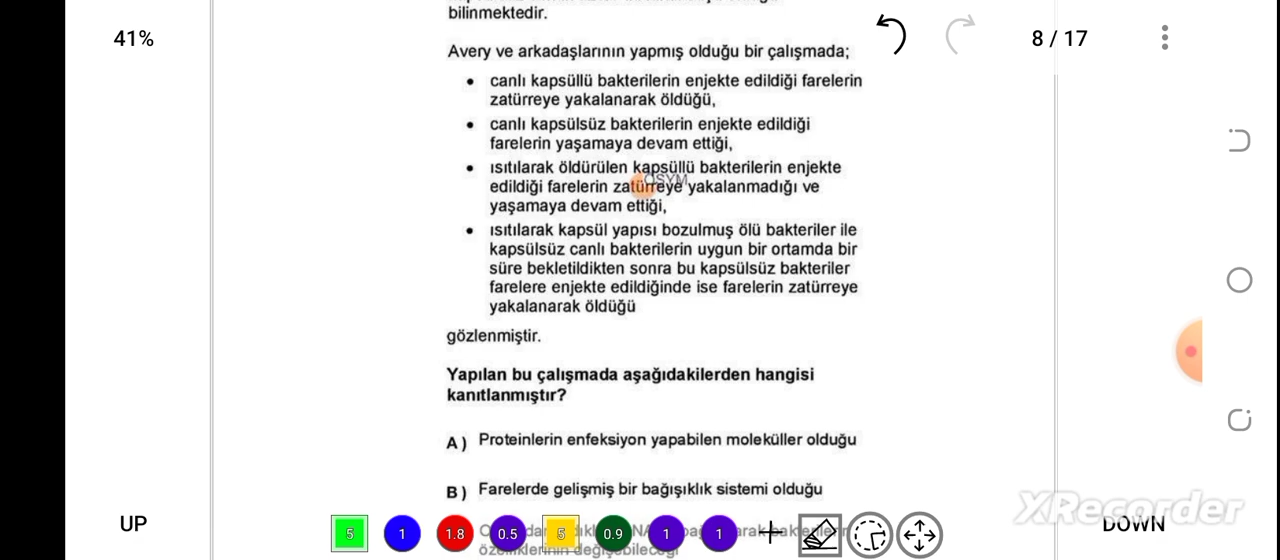 41%
8 / 17
bilinmektedir.
Avery ve arkadaşlarının yapmış olduğu bir çalışmada;
• canlı kapsüllü bakterilerin enjekte edildiği farelerin
zatürreye yakalanarak öldüğü,
• canlı kapsülsüz bakterilerin enjekte edildiği
farelerin yaşamaya devam ettiği,
• ısıtılarak öldürülen kapsüllü bakterilerin enjekte
edildiği farelerin zatürreye yakalanmadığı ve
yaşamaya devam ettiği,
ÖSYM
• ısıtılarak kapsül yapısı bozulmuş ölü bakteriler ile
kapsülsüz canlı bakterilerin uygun bir ortamda bir
süre bekletildikten sonra bu kapsülsüz bakteriler
farelere enjekte edildiğinde ise farelerin zatürreye
yakalanarak öldüğü
gözlenmiştir.
Yapılan bu çalışmada aşağıdakilerden hangisi
kanıtlanmıştır?
A) Proteinlerin enfeksiyon yapabilen moleküller olduğu
B) Farelerde gelişmiş bir bağışıklık sistemi olduğu
özelliklerinin değişebileceği
UP
5 1 1.8 0.5 5 0.9 1 1
XRecorder
DOWN